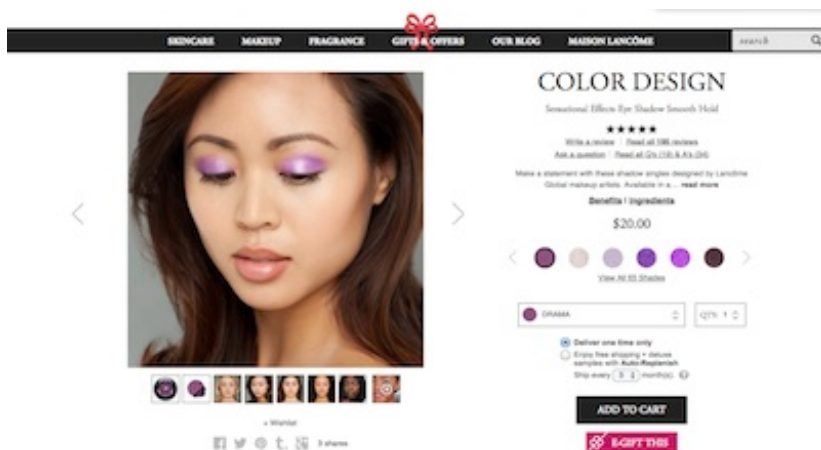 SKINCARE MAKEUP FRAGRANCE GIFTS & OFFERS OUR BLOG MAISON LANCÔME search
COLOR DESIGN
Sensational Effects Eye Shadow Smooth Hold
Write a review Read all 186 reviews
Ask a question Read all Q's (19) & A's (34)
Make a statement with these shadow singles designed by Lancôme
Global makeup artists. Available in a... read more
Benefits | Ingredients
$20.00
View All 65 Shades
DRAMA QTY: 1
Deliver one time only
Enjoy free shipping + deluxe
samples with Auto-Replenish
Ship every 3 month(s).
ADD TO CART
+ Wishlist
3 shares
E-GIFT THIS